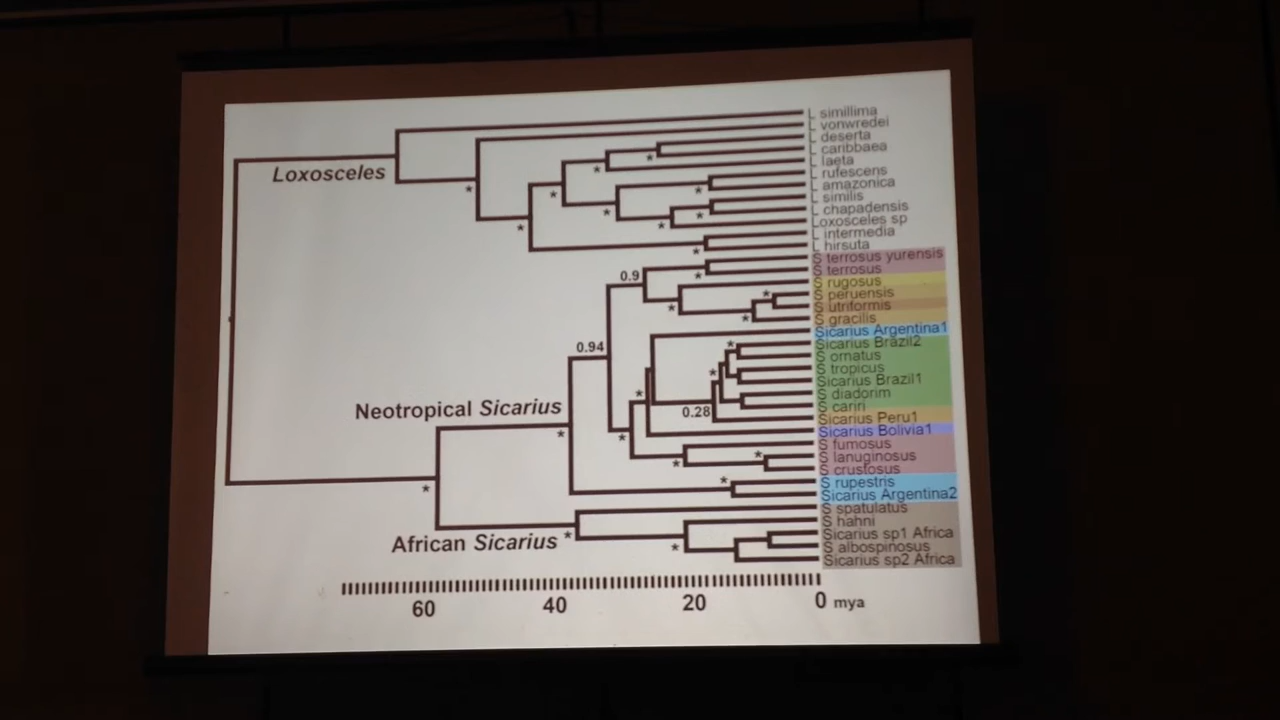 L simillima
L vonwredei
L deserta
L caribbaea
L laeta
L rufescens
L amazonica
L similis
L chapadensis
Loxosceles sp
L intermedia
L hirsuta
S terrosus yurensis
S terrosus
S rugosus
S peruensis
S utriformis
S gracilis
Sicarius Argentina1
Sicarius Brazil2
S ornatus
S tropicus
Sicarius Brazil1
S diadorim
S cariri
Sicarius Peru1
Sicarius Bolivia1
S fumosus
S lanuginosus
S crustosus
S rupestris
Sicarius Argentina2
S spatulatus
S hahni
Sicarius sp1 Africa
S albospinosus
Sicarius sp2 Africa
Loxosceles
0.9
0.94
0.28
Neotropical Sicarius
African Sicarius
60 40 20 0 mya